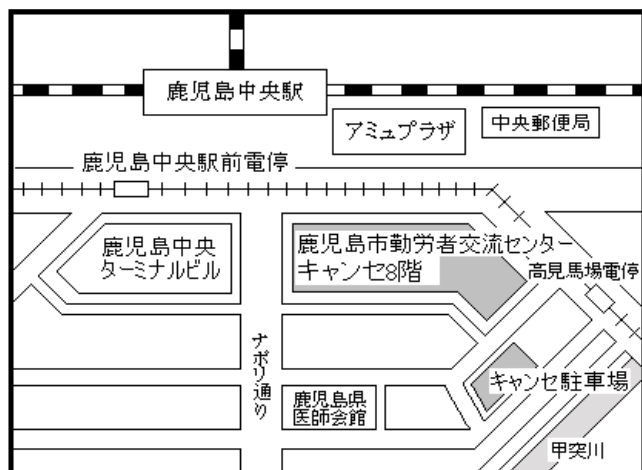 鹿児島中央駅
アミュプラザ
中央郵便局
鹿児島中央駅前電停
鹿児島中央
ターミナルビル
鹿児島市勤労者交流センター
キャンセ8階
高見馬場電停
ナポリ通り
キャンセ駐車場
鹿児島県
医師会館
甲突川